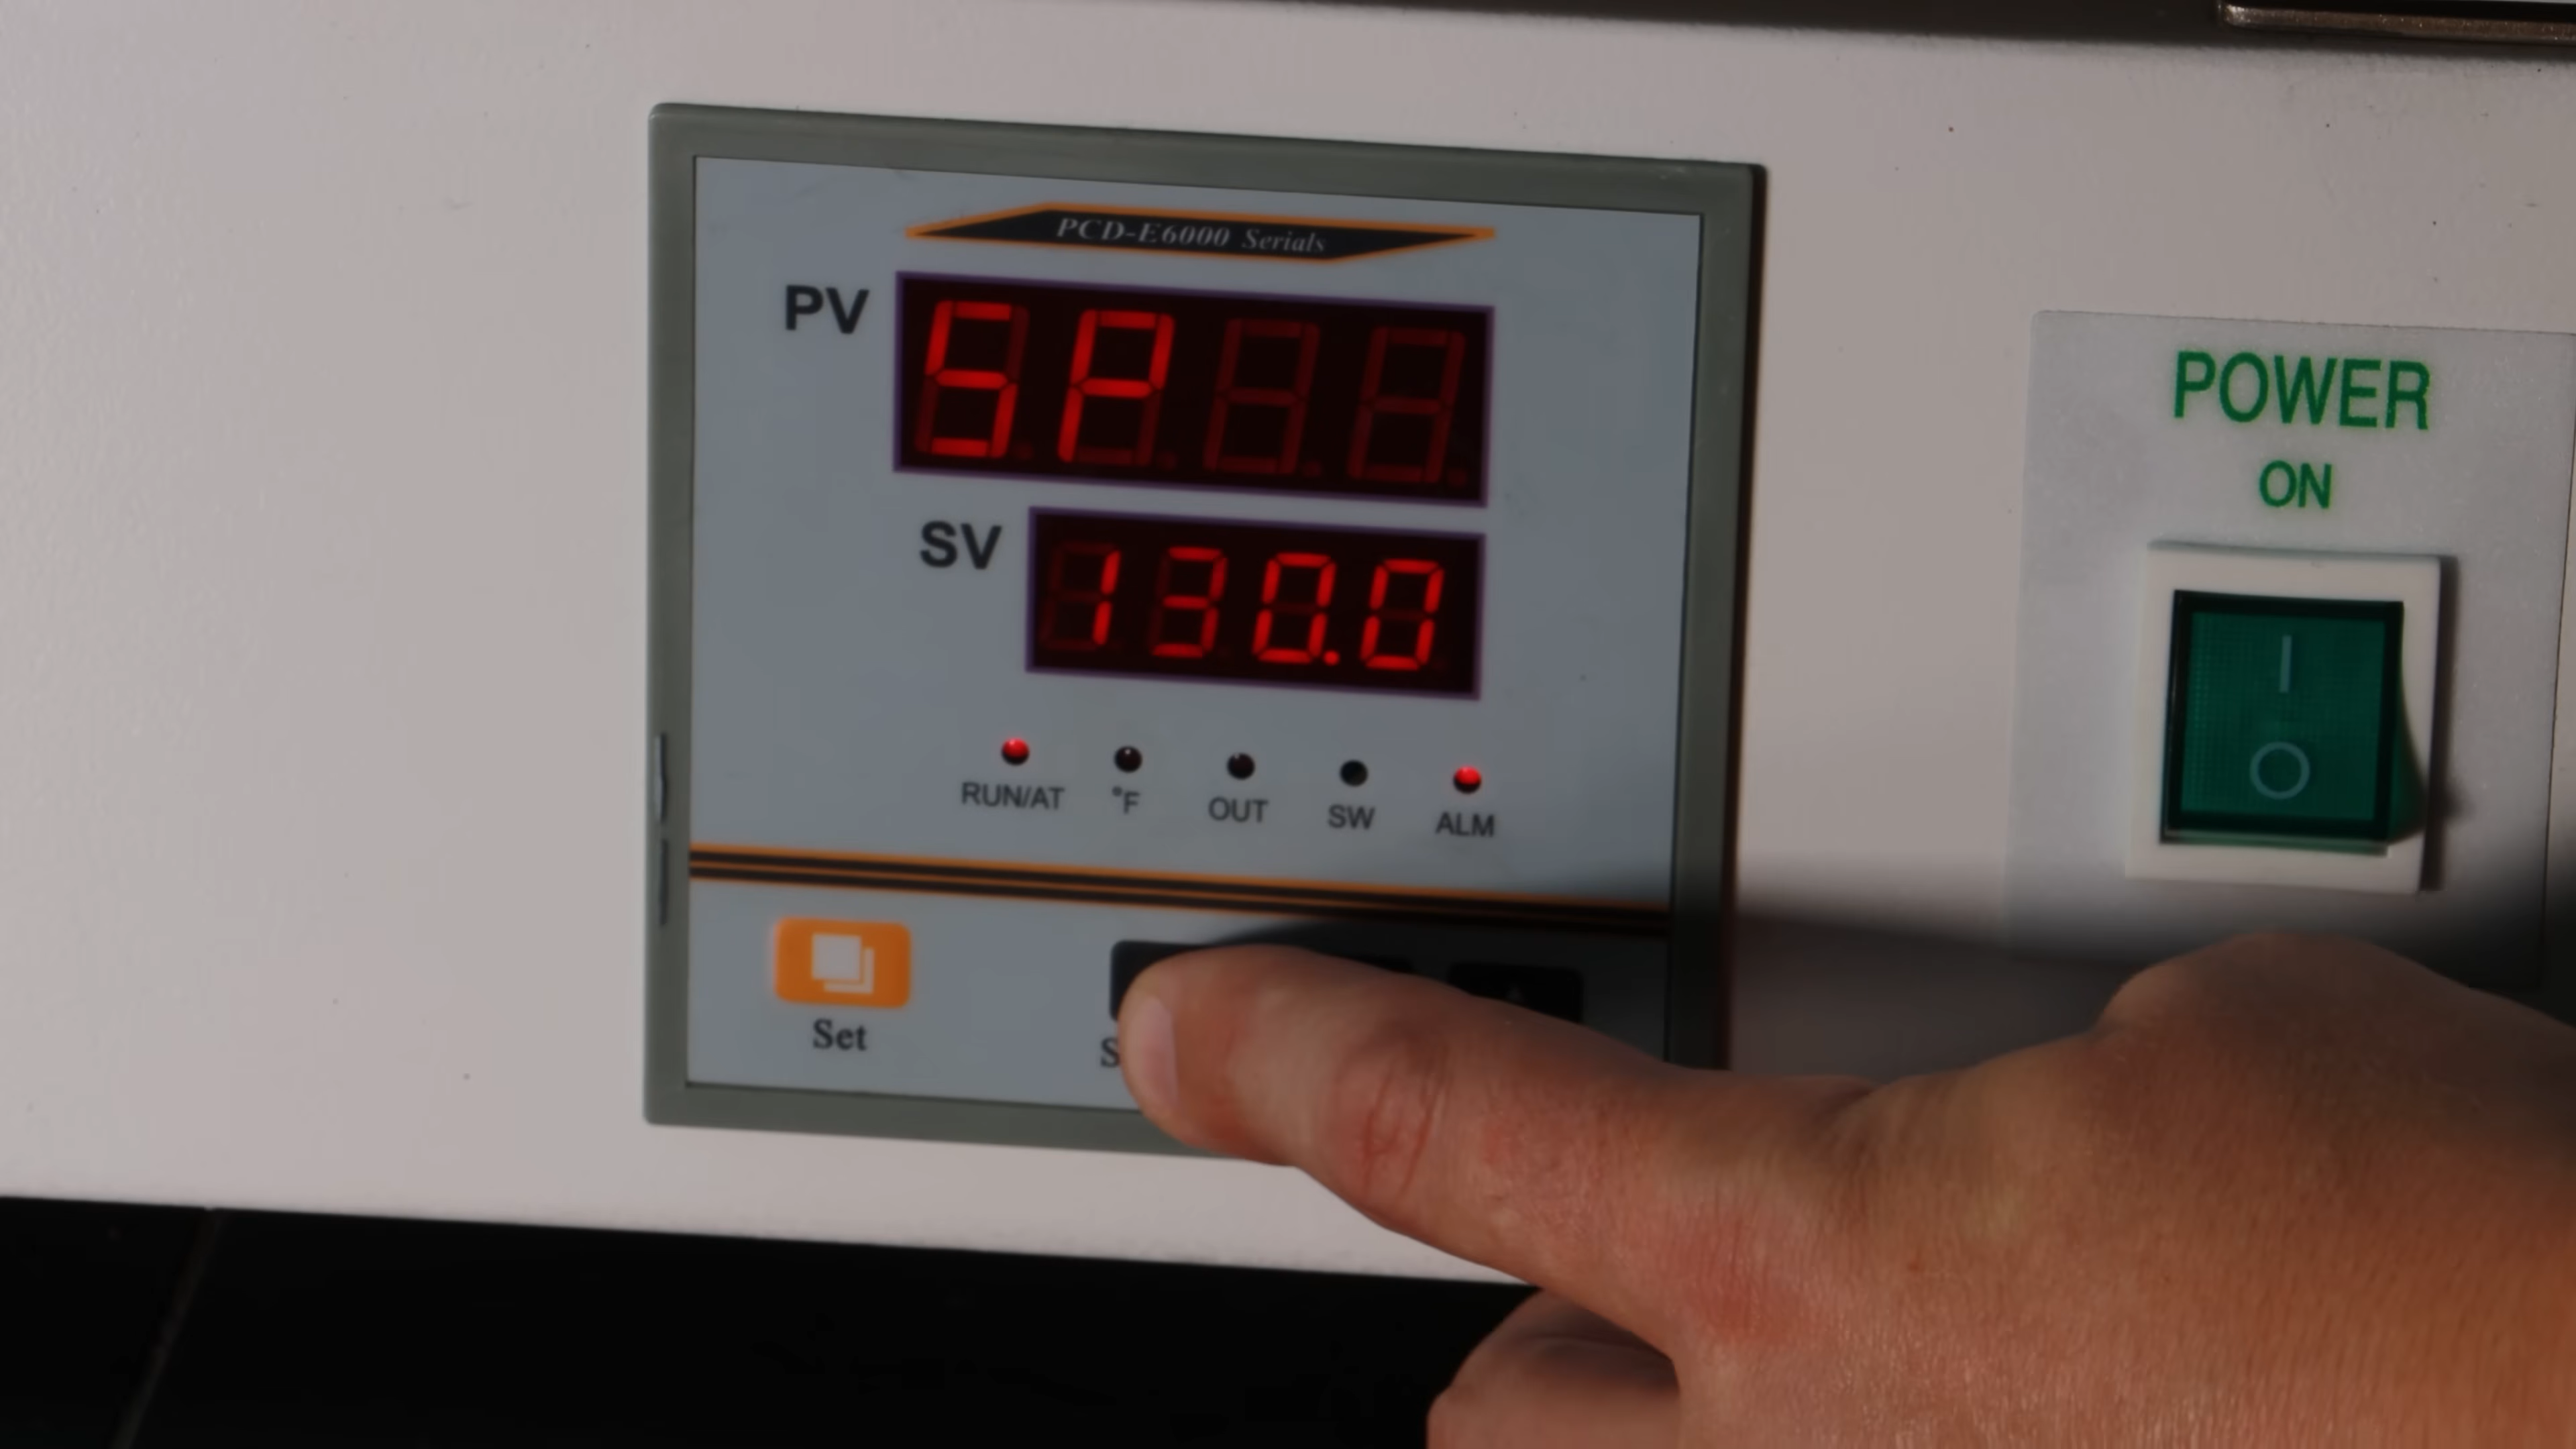 PCD-E6000 Serials
PV
SP
SV
130.0
RUN/AT °F OUT SW ALM
Set
POWER
ON